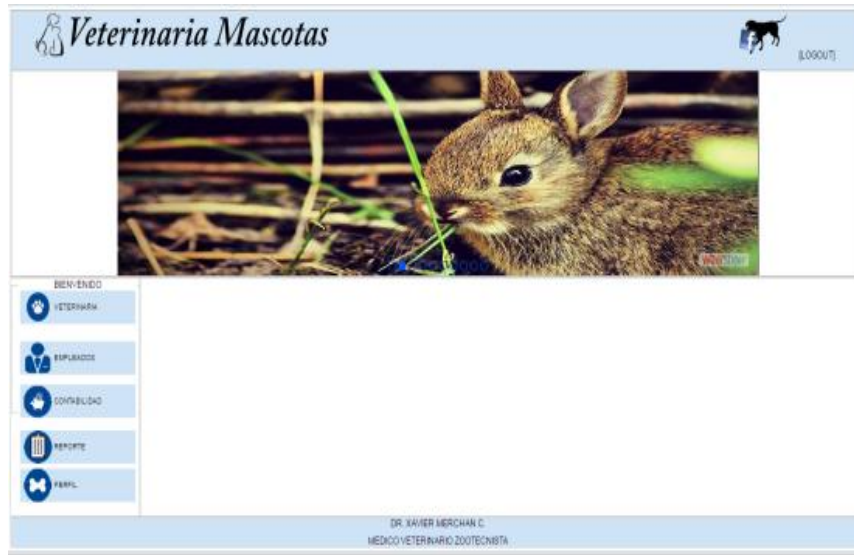 Veterinaria Mascotas
[LOGOUT]
BIENVENIDO
VETERINARIA
EMPLEADOS
CONTABILIDAD
REPORTE
PERFIL
DR. XAVIER MERCHAN C.
MEDICO VETERINARIO ZOOTECNISTA